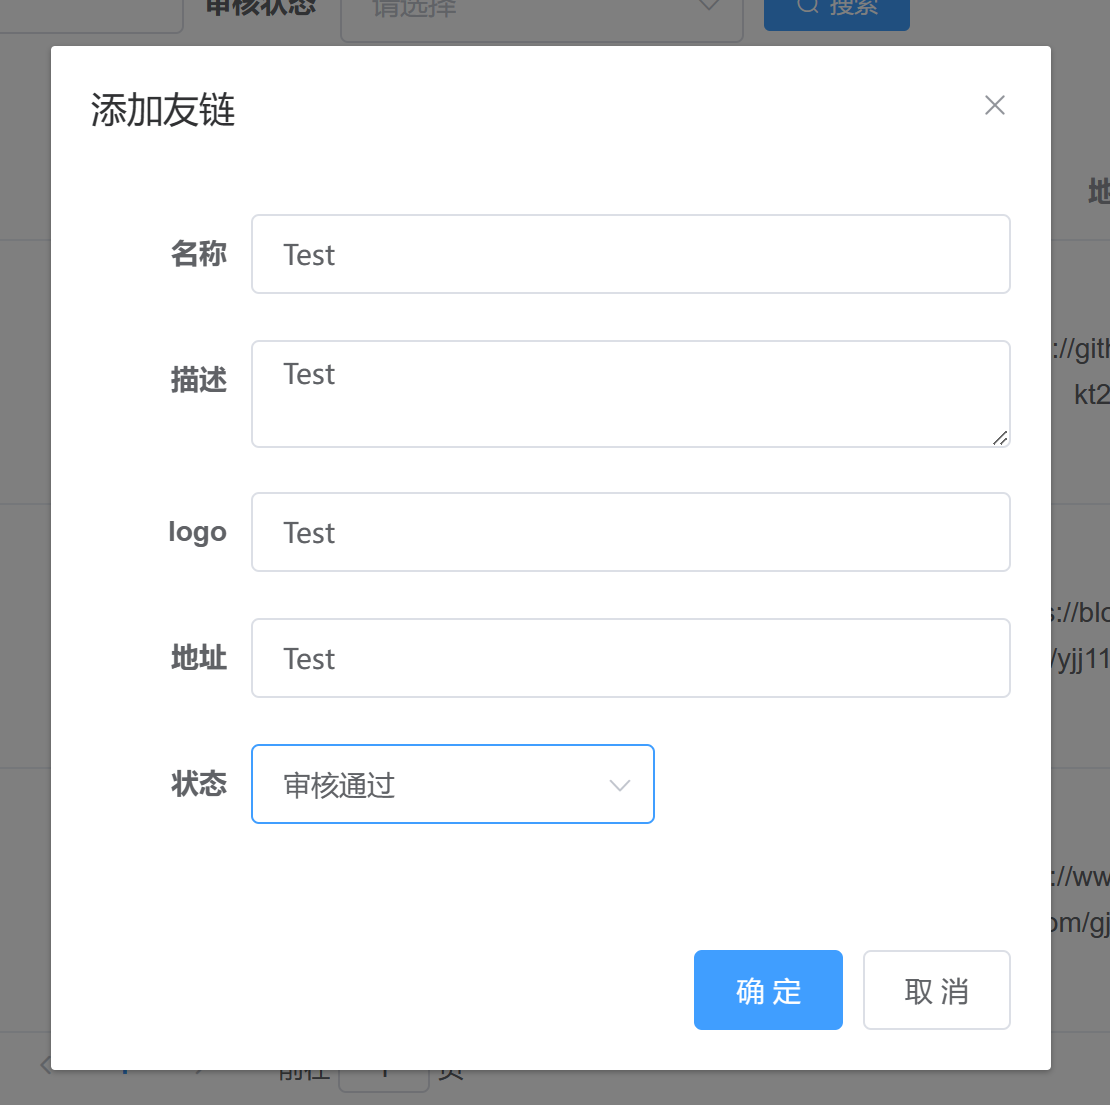 审核状态 请选择 搜索
添加友链
地
名称 Test
://gith
描述 Test
kt2
logo Test
s://blo
地址 Test
/yjj11
状态 审核通过
://ww
om/gj
确 定 取 消
前往 1 页